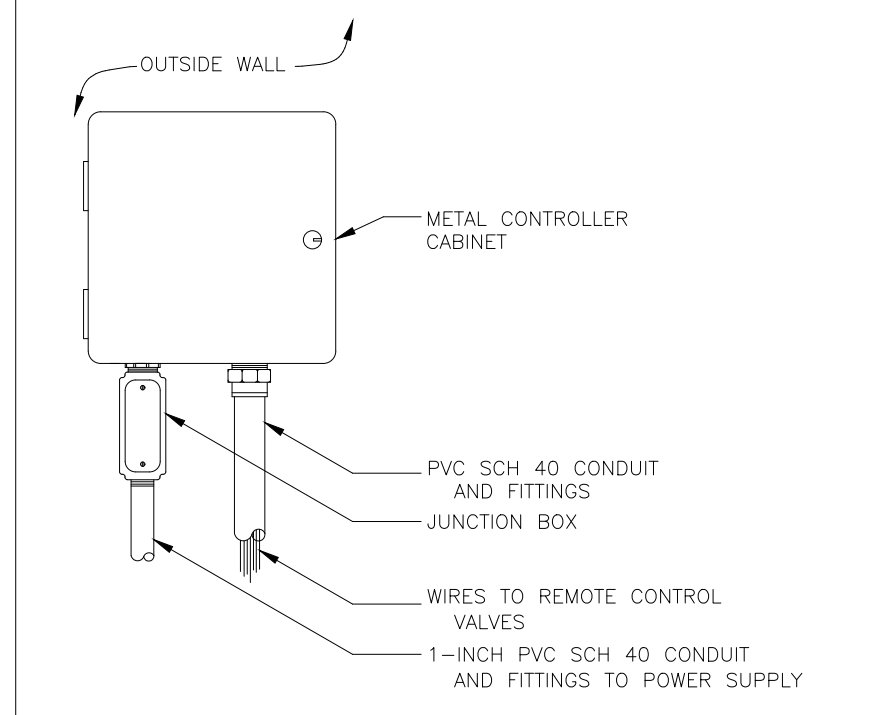 OUTSIDE WALL
METAL CONTROLLER
CABINET
PVC SCH 40 CONDUIT
AND FITTINGS
JUNCTION BOX
WIRES TO REMOTE CONTROL
VALVES
1-INCH PVC SCH 40 CONDUIT
AND FITTINGS TO POWER SUPPLY